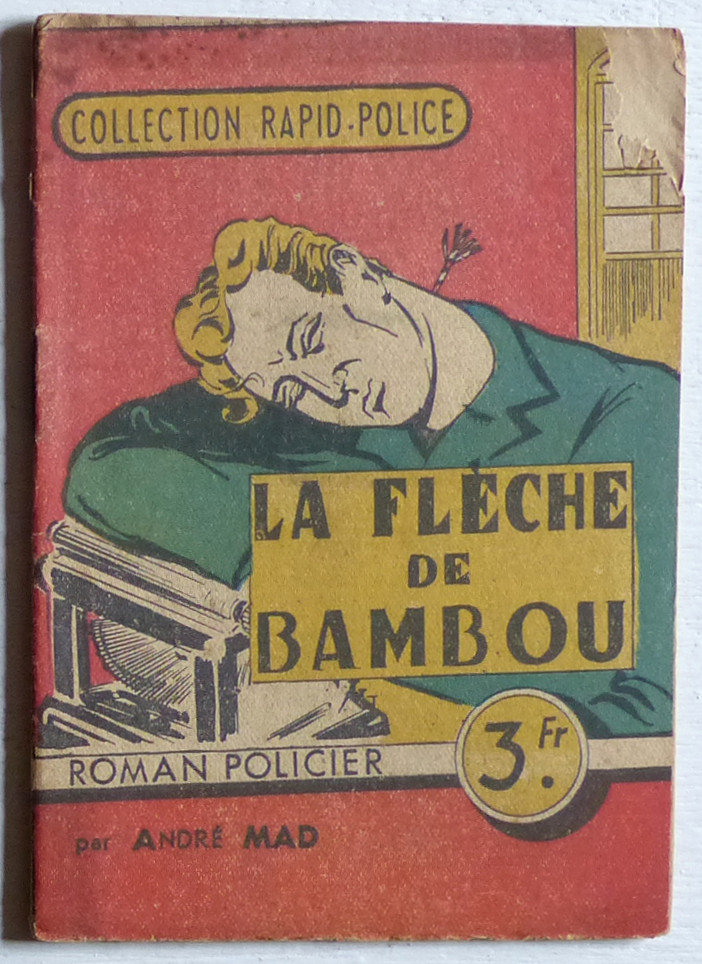 COLLECTION RAPID-POLICE
LA FLÈCHE
DE
BAMBOU
3 Fr.
ROMAN POLICIER
par ANDRÉ MAD